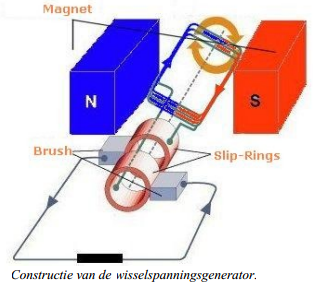 Magnet
N
S
Brush
Slip-Rings
Constructie van de wisselspanningsgenerator.